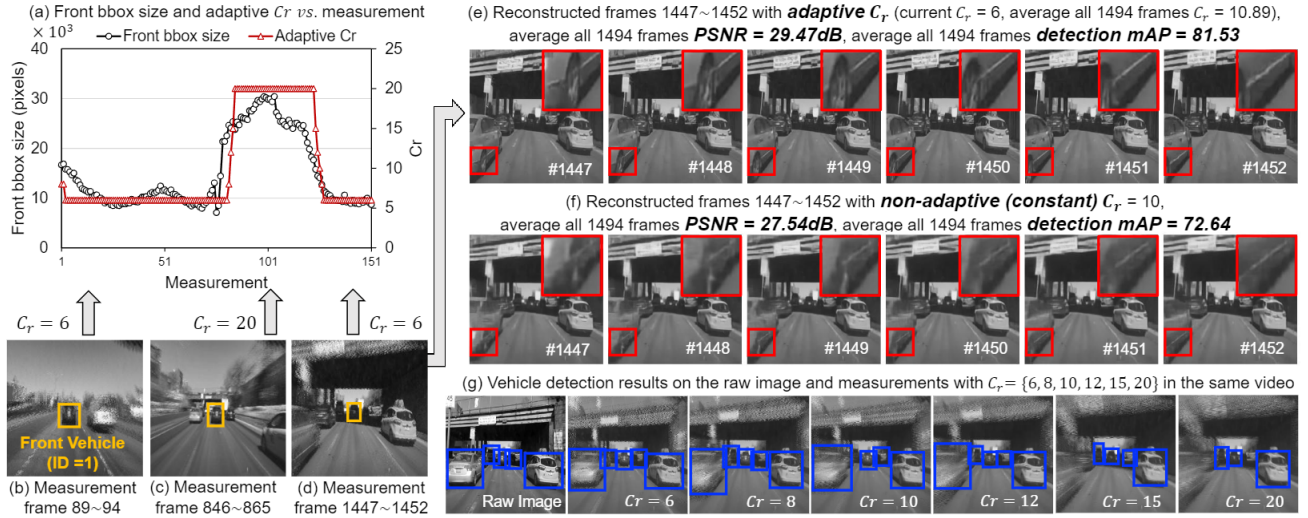 (a) Front bbox size and adaptive Cr vs. measurement
× 10³
Front bbox size
Adaptive Cr
40
30
20
10
0
25
20
15
10
5
0
Front bbox size (pixels)
Cr
1
51
101
151
Measurement
C_r = 6
C_r = 20
C_r = 6
Front Vehicle
(ID =1)
(b) Measurement
frame 89~94
(c) Measurement
frame 846~865
(d) Measurement
frame 1447~1452
(e) Reconstructed frames 1447~1452 with adaptive C_r (current C_r = 6, average all 1494 frames C_r = 10.89),
average all 1494 frames PSNR = 29.47dB, average all 1494 frames detection mAP = 81.53
#1447
#1448
#1449
#1450
#1451
#1452
(f) Reconstructed frames 1447~1452 with non-adaptive (constant) C_r = 10,
average all 1494 frames PSNR = 27.54dB, average all 1494 frames detection mAP = 72.64
#1447
#1448
#1449
#1450
#1451
#1452
(g) Vehicle detection results on the raw image and measurements with C_r= {6, 8, 10, 12, 15, 20} in the same video
Raw Image
Cr = 6
Cr = 8
Cr = 10
Cr = 12
Cr = 15
Cr = 20